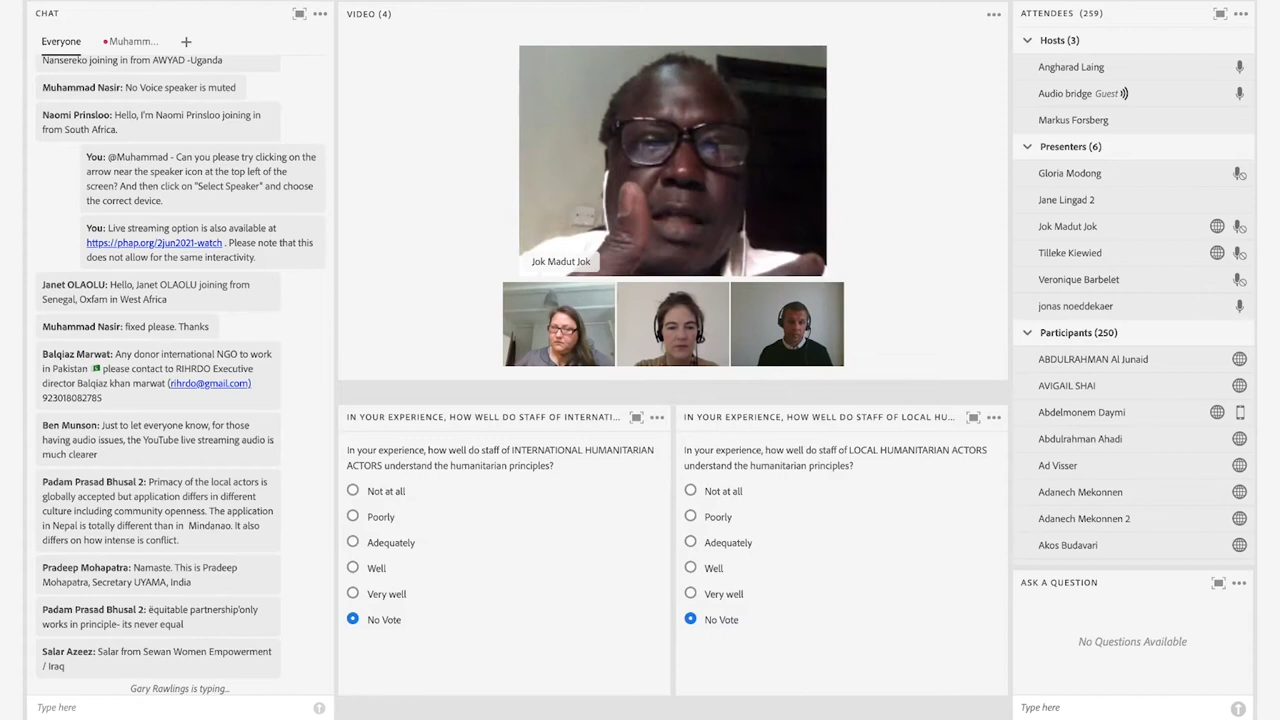 CHAT
Everyone
Muhamm...
Nansereko joining in from AWYAD -Uganda
Muhammad Nasir: No Voice speaker is muted
Naomi Prinsloo: Hello, I'm Naomi Prinsloo joining in
from South Africa.
You: @Muhammad - Can you please try clicking on the
arrow near the speaker icon at the top left of the
screen? And then click on "Select Speaker" and choose
the correct device.
You: Live streaming option is also available at
https://phap.org/2jun2021-watch . Please note that this
does not allow for the same interactivity.
Janet OLAOLU: Hello, Janet OLAOLU joining from
Senegal, Oxfam in West Africa
Muhammad Nasir: fixed please. Thanks
Balqiaz Marwat: Any donor international NGO to work
in Pakistan 🇵🇰 please contact to RIHRDO Executive
director Balqiaz khan marwat (rihrdo@gmail.com)
923018082785
Ben Munson: Just to let everyone know, for those
having audio issues, the YouTube live streaming audio is
much clearer
Padam Prasad Bhusal 2: Primacy of the local actors is
globally accepted but application differs in different
culture including community openness. The application
in Nepal is totally different than in Mindanao. It also
differs on how intense is conflict.
Pradeep Mohapatra: Namaste. This is Pradeep
Mohapatra, Secretary UYAMA, India
Padam Prasad Bhusal 2: ëquitable partnership'only
works in principle- its never equal
Salar Azeez: Salar from Sewan Women Empowerment
/ Iraq
Gary Rawlings is typing...
Type here
VIDEO (4)
Jok Madut Jok
IN YOUR EXPERIENCE, HOW WELL DO STAFF OF INTERNATI...
In your experience, how well do staff of INTERNATIONAL HUMANITARIAN
ACTORS understand the humanitarian principles?
Not at all
Poorly
Adequately
Well
Very well
No Vote
IN YOUR EXPERIENCE, HOW WELL DO STAFF OF LOCAL HU...
In your experience, how well do staff of LOCAL HUMANITARIAN ACTORS
understand the humanitarian principles?
Not at all
Poorly
Adequately
Well
Very well
No Vote
ATTENDEES (259)
Hosts (3)
Angharad Laing
Audio bridge Guest
Markus Forsberg
Presenters (6)
Gloria Modong
Jane Lingad 2
Jok Madut Jok
Tilleke Kiewied
Veronique Barbelet
jonas noeddekaer
Participants (250)
ABDULRAHMAN Al Junaid
AVIGAIL SHAI
Abdelmonem Daymi
Abdulrahman Ahadi
Ad Visser
Adanech Mekonnen
Adanech Mekonnen 2
Akos Budavari
ASK A QUESTION
No Questions Available
Type here